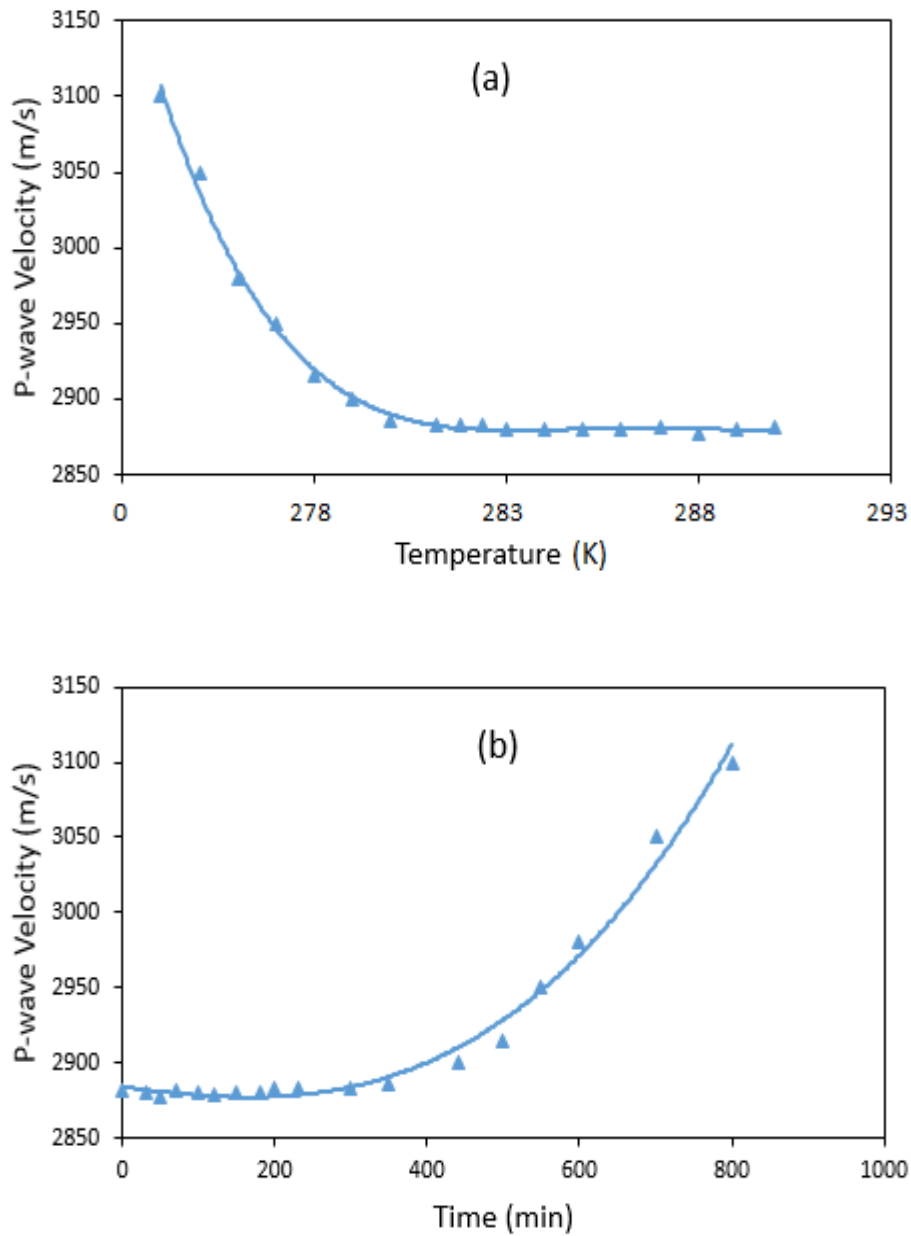 (a)
P-wave Velocity (m/s)
3150
3100
3050
3000
2950
2900
2850
0 278 283 288 293
Temperature (K)
(b)
P-wave Velocity (m/s)
3150
3100
3050
3000
2950
2900
2850
0 200 400 600 800 1000
Time (min)